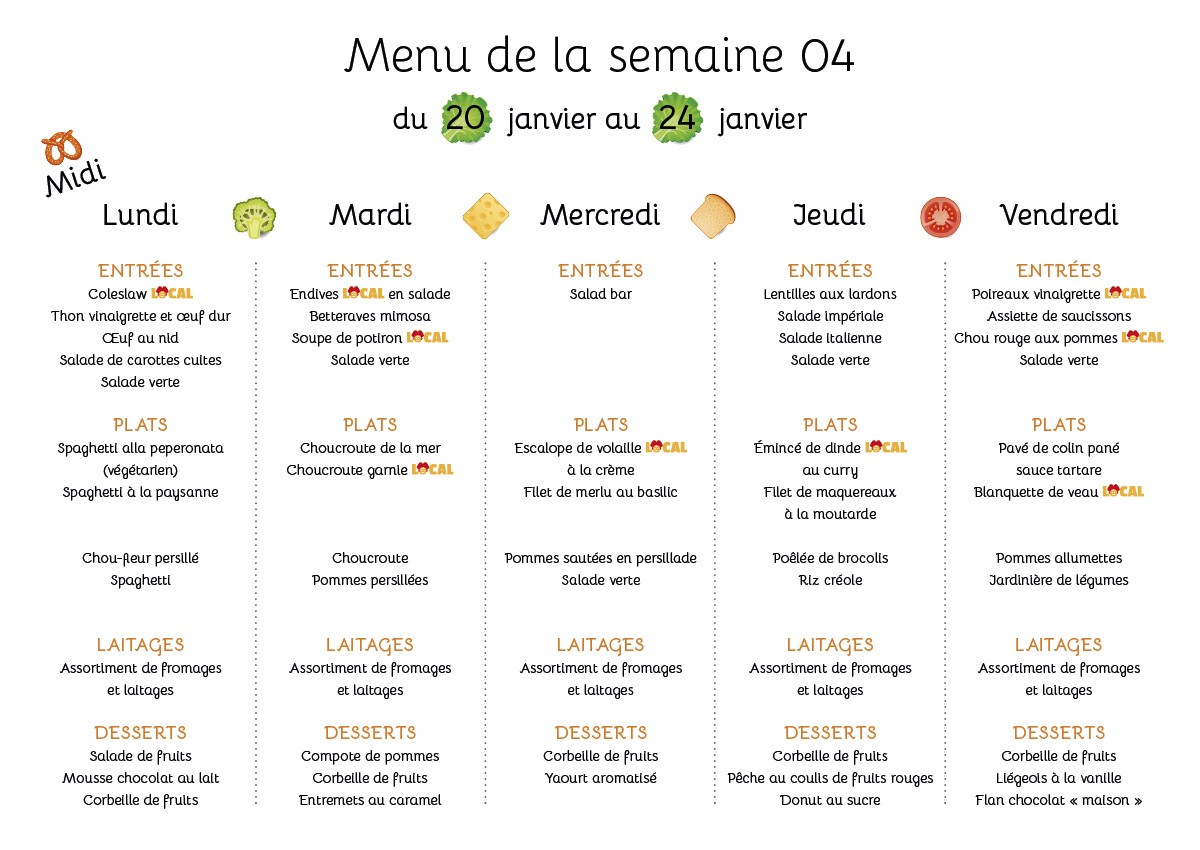 Menu de la semaine 04
du 20 janvier au 24 janvier
Midi
Lundi
Mardi
Mercredi
Jeudi
Vendredi
ENTRÉES
Coleslaw LOCAL
Thon vinaigrette et œuf dur
Œuf au nid
Salade de carottes cuites
Salade verte
PLATS
Spaghetti alla peperonata
(végétarien)
Spaghetti à la paysanne
Chou-fleur persillé
Spaghetti
LAITAGES
Assortiment de fromages
et laitages
DESSERTS
Salade de fruits
Mousse chocolat au lait
Corbeille de fruits
ENTRÉES
Endives LOCAL en salade
Betteraves mimosa
Soupe de potiron LOCAL
Salade verte
PLATS
Choucroute de la mer
Choucroute garnie LOCAL
Choucroute
Pommes persillées
LAITAGES
Assortiment de fromages
et laitages
DESSERTS
Compote de pommes
Corbeille de fruits
Entremets au caramel
ENTRÉES
Salad bar
PLATS
Escalope de volaille LOCAL
à la crème
Filet de merlu au basilic
Pommes sautées en persillade
Salade verte
LAITAGES
Assortiment de fromages
et laitages
DESSERTS
Corbeille de fruits
Yaourt aromatisé
ENTRÉES
Lentilles aux lardons
Salade impériale
Salade italienne
Salade verte
PLATS
Émincé de dinde LOCAL
au curry
Filet de maquereaux
à la moutarde
Poêlée de brocolis
Riz créole
LAITAGES
Assortiment de fromages
et laitages
DESSERTS
Corbeille de fruits
Pêche au coulis de fruits rouges
Donut au sucre
ENTRÉES
Poireaux vinaigrette LOCAL
Assiette de saucissons
Chou rouge aux pommes LOCAL
Salade verte
PLATS
Pavé de colin pané
sauce tartare
Blanquette de veau LOCAL
Pommes allumettes
Jardinière de légumes
LAITAGES
Assortiment de fromages
et laitages
DESSERTS
Corbeille de fruits
Liégeois à la vanille
Flan chocolat « maison »